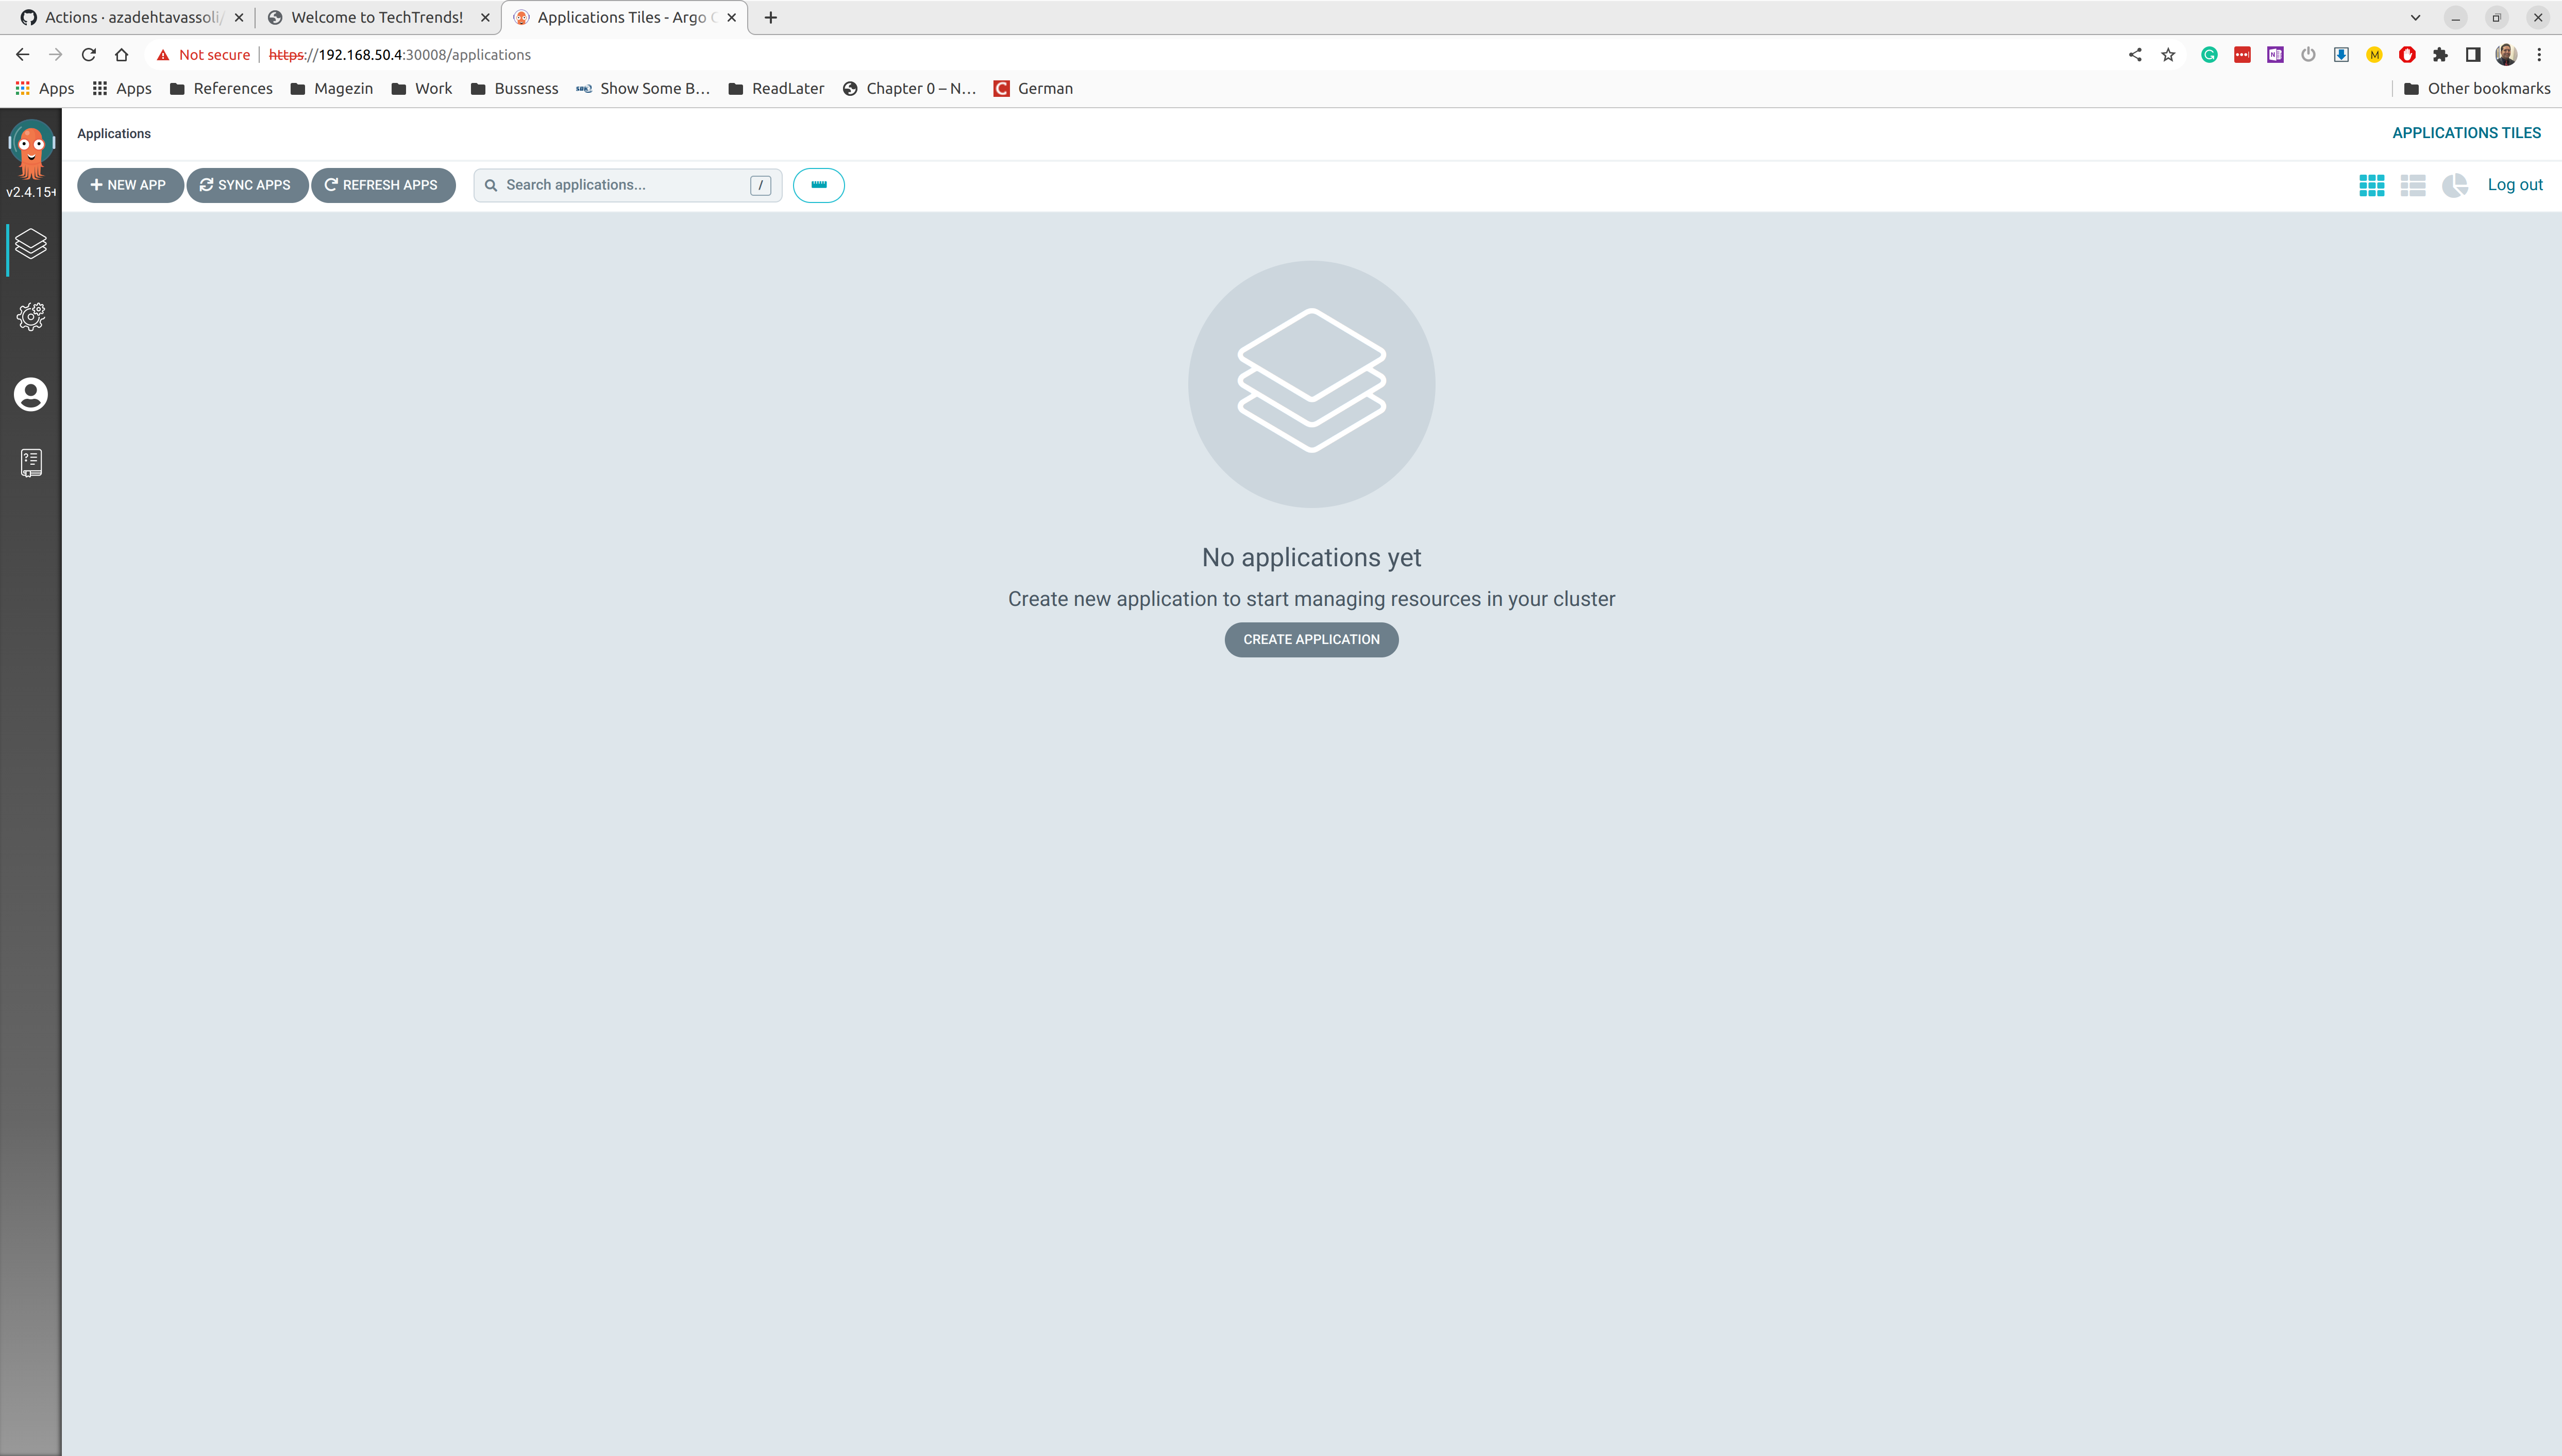 Actions · azadehtavassoli/
Welcome to TechTrends!
Applications Tiles - Argo C
Not secure
https://192.168.50.4:30008/applications
Apps
Apps
References
Magezin
Work
Bussness
Show Some B...
ReadLater
Chapter 0 – N...
German
Other bookmarks
Applications
APPLICATIONS TILES
v2.4.15+
NEW APP
SYNC APPS
REFRESH APPS
Search applications...
/
Log out
No applications yet
Create new application to start managing resources in your cluster
CREATE APPLICATION